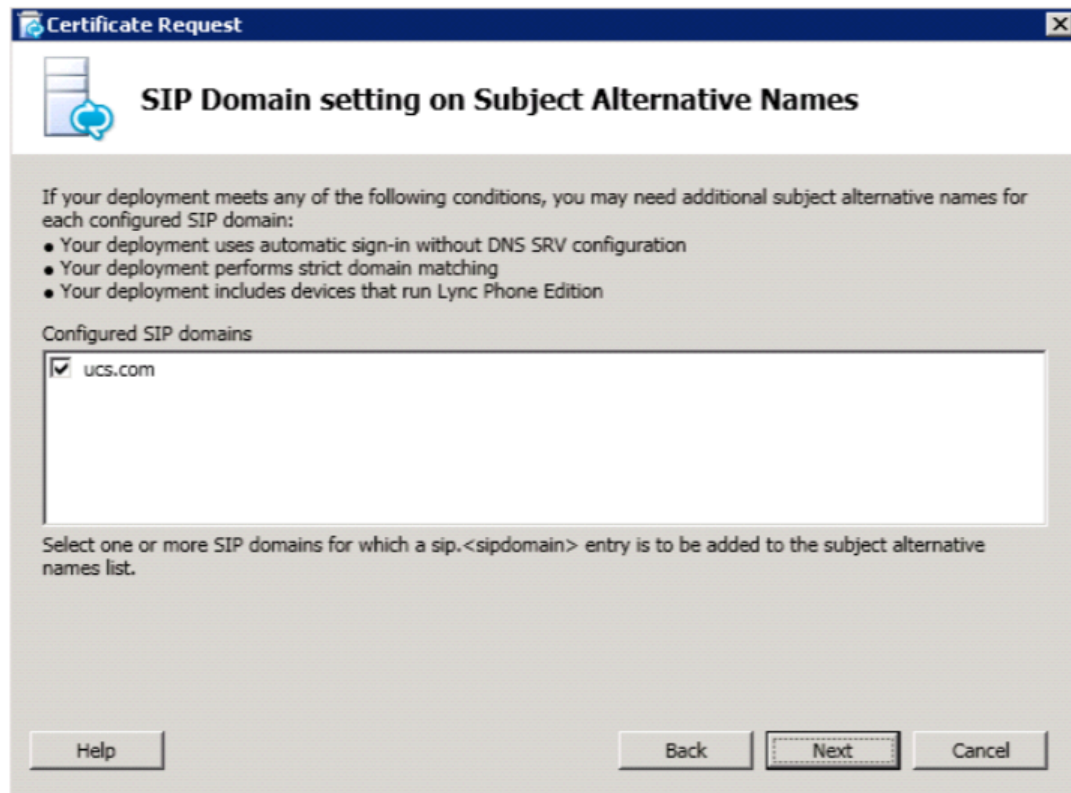 Certificate Request
SIP Domain setting on Subject Alternative Names
If your deployment meets any of the following conditions, you may need additional subject alternative names for
each configured SIP domain:
• Your deployment uses automatic sign-in without DNS SRV configuration
• Your deployment performs strict domain matching
• Your deployment includes devices that run Lync Phone Edition
Configured SIP domains
ucs.com
Select one or more SIP domains for which a sip.<sipdomain> entry is to be added to the subject alternative
names list.
Help Back Next Cancel